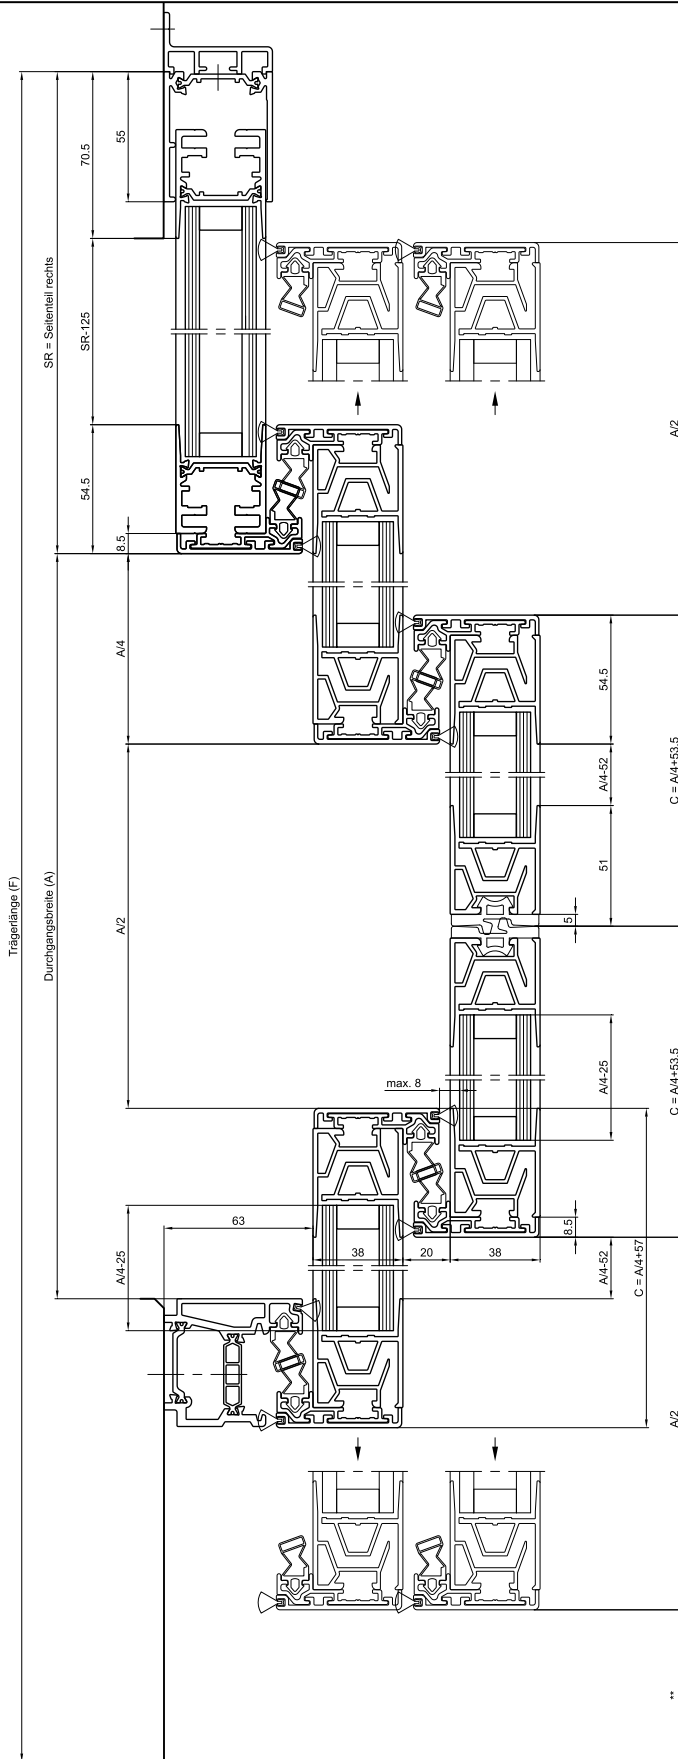 55
70.5
SR = Seitenteil rechts
SR-125
A/2
54.5
8.5
A/4
54.5
A/4-52
C = A/4+53.5
51
Trägerlänge (F)
Durchgangsbreite (A)
A/2
5
A/4-25
C = A/4+53.5
max. 8
63
38
20
38
8.5
A/4-25
A/4-52
C = A/4+57
A/2
**